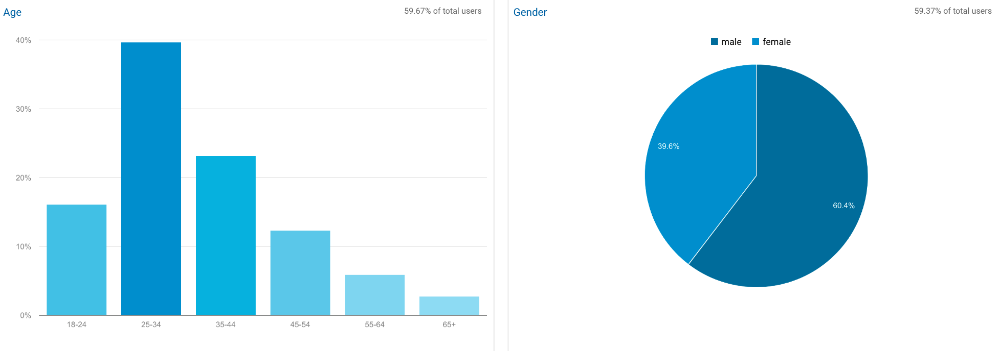 Age
59.67% of total users
40%
30%
20%
10%
0%
18-24
25-34
35-44
45-54
55-64
65+
Gender
59.37% of total users
male
female
39.6%
60.4%